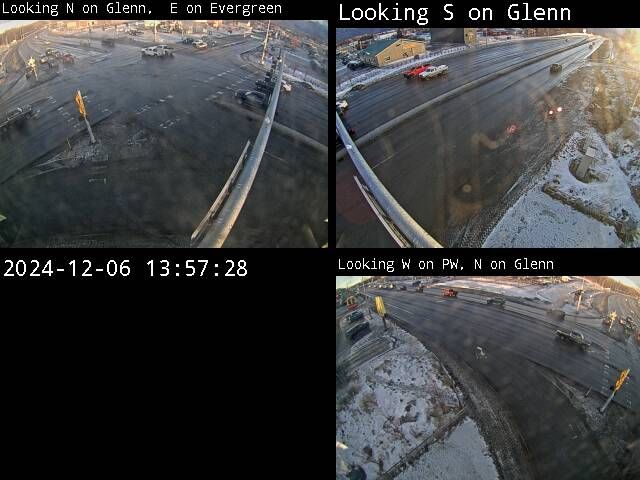 Looking N on Glenn,  E on Evergreen
Looking S on Glenn
2024-12-06 13:57:28
Looking W on PW, N on Glenn